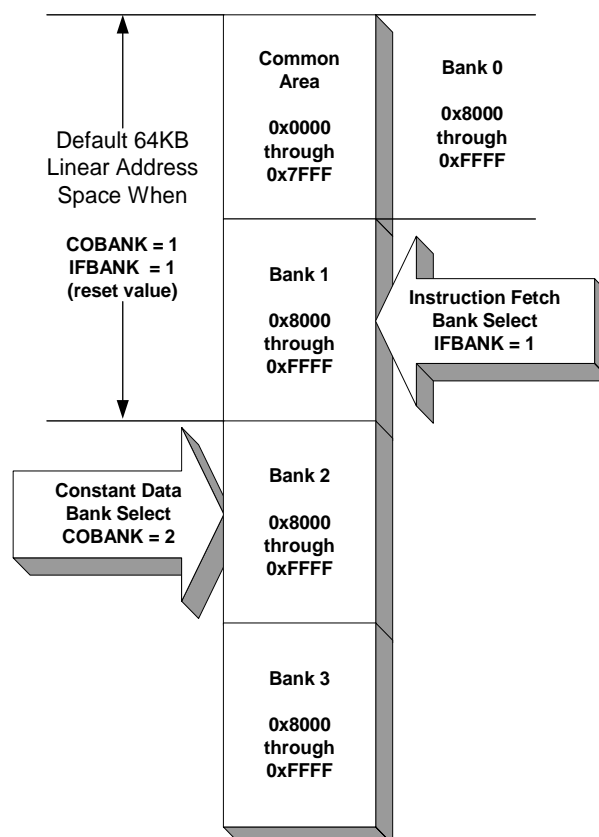 Common
Area
0x0000
through
0x7FFF
Bank 0
0x8000
through
0xFFFF
Default 64KB
Linear Address
Space When
COBANK = 1
IFBANK = 1
(reset value)
Bank 1
0x8000
through
0xFFFF
Instruction Fetch
Bank Select
IFBANK = 1
Constant Data
Bank Select
COBANK = 2
Bank 2
0x8000
through
0xFFFF
Bank 3
0x8000
through
0xFFFF